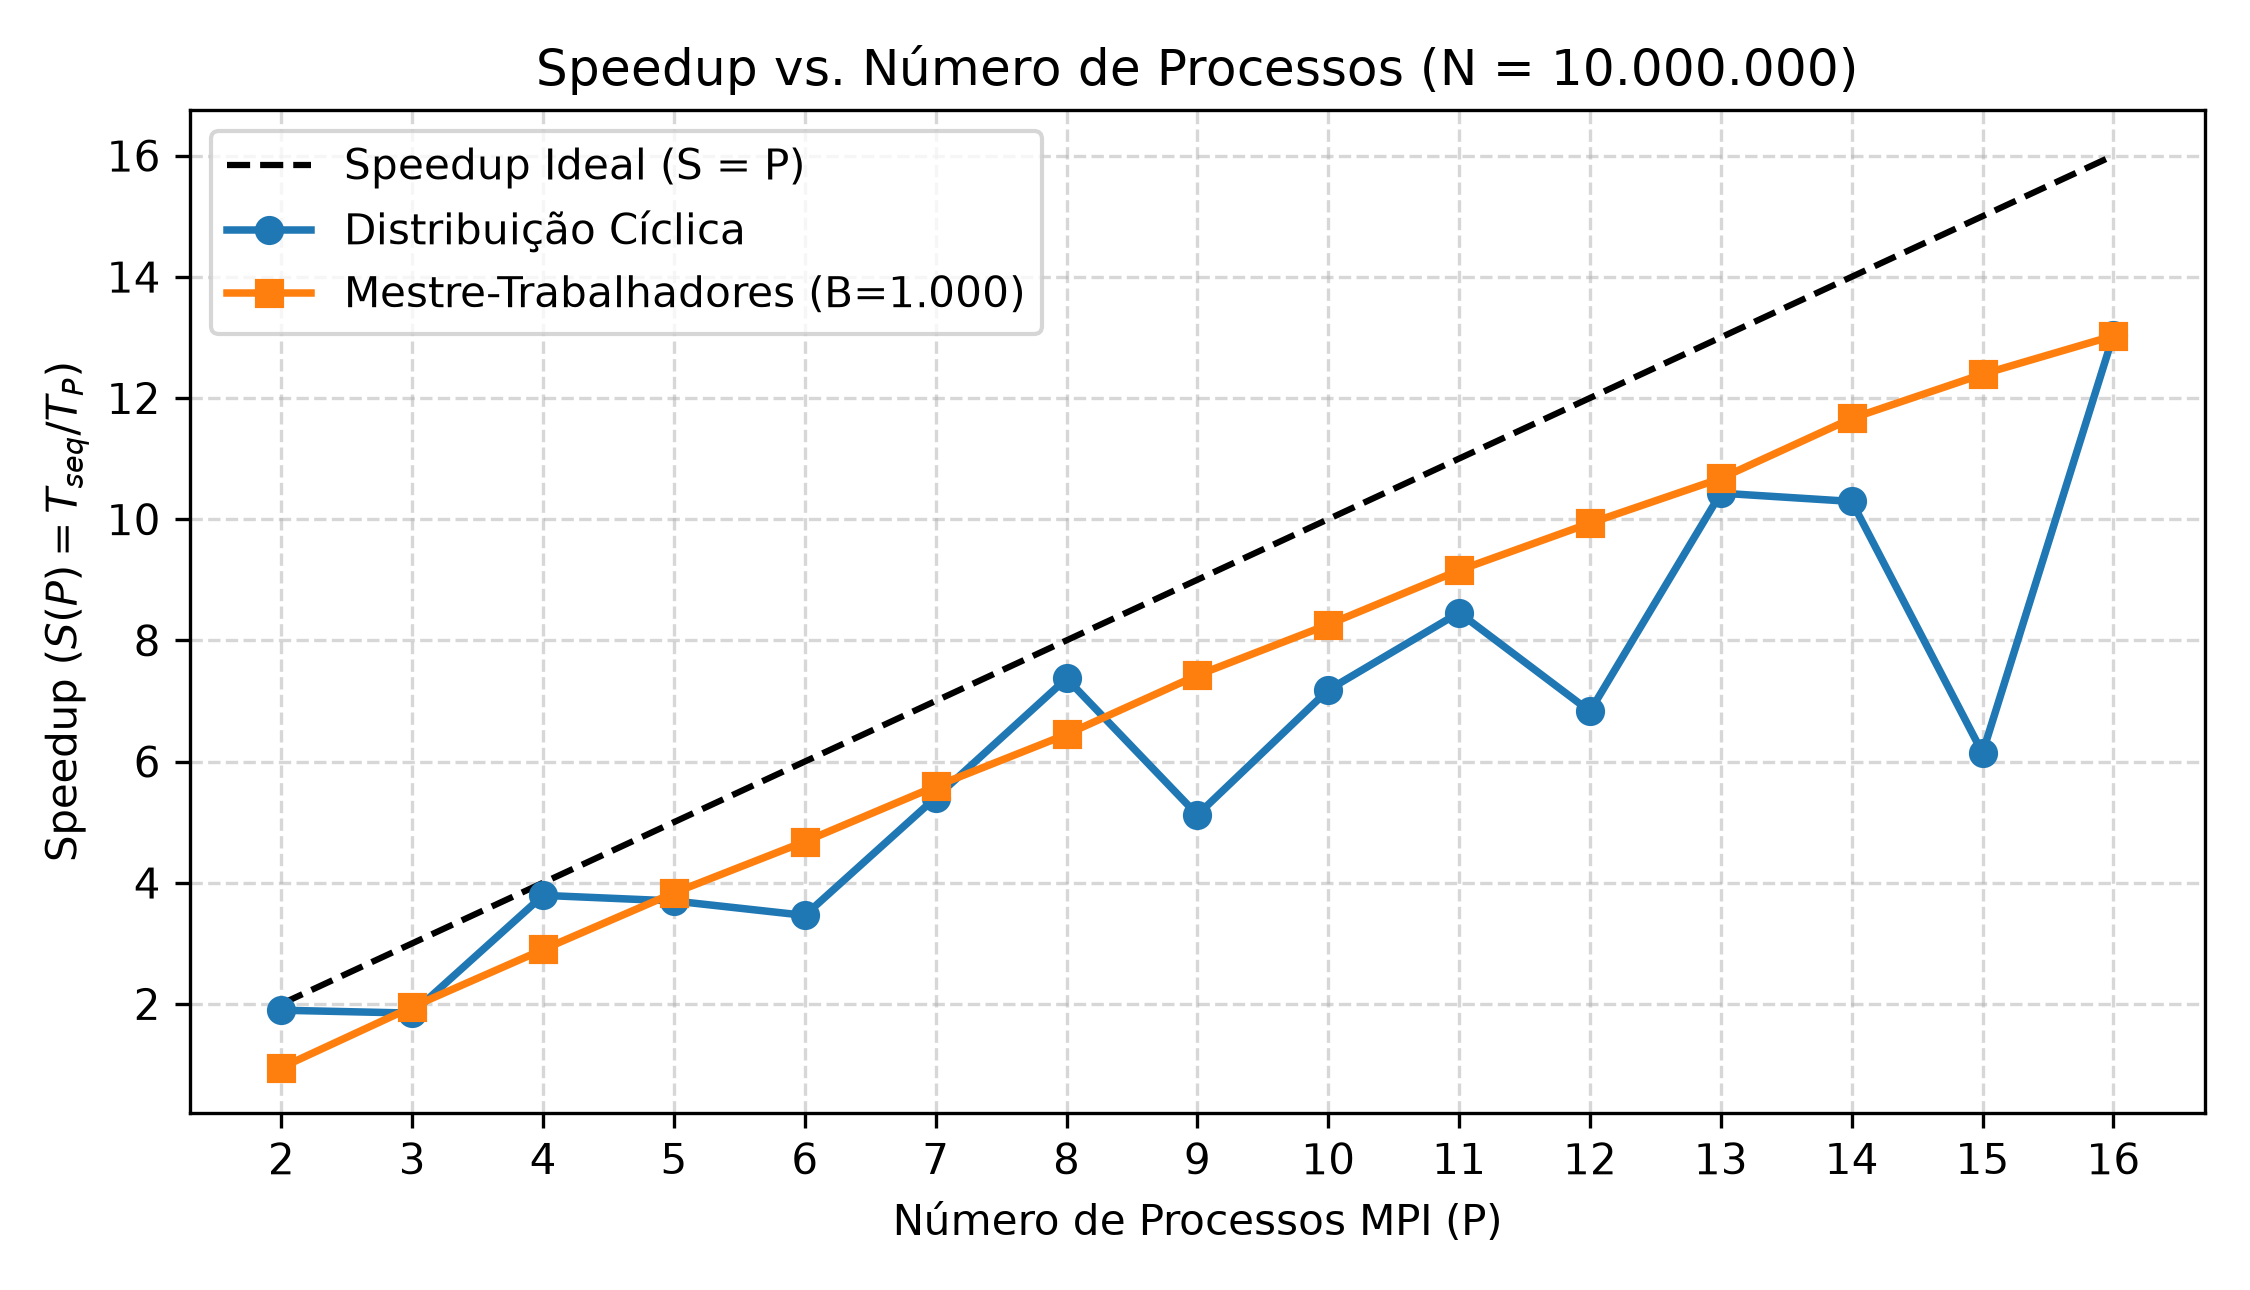 Speedup vs. Número de Processos (N = 10.000.000)
Speedup Ideal (S = P)
Distribuição Cíclica
Mestre-Trabalhadores (B=1.000)
Speedup (S(P) = T_seq/T_P)
16
14
12
10
8
6
4
2
2 3 4 5 6 7 8 9 10 11 12 13 14 15 16
Número de Processos MPI (P)